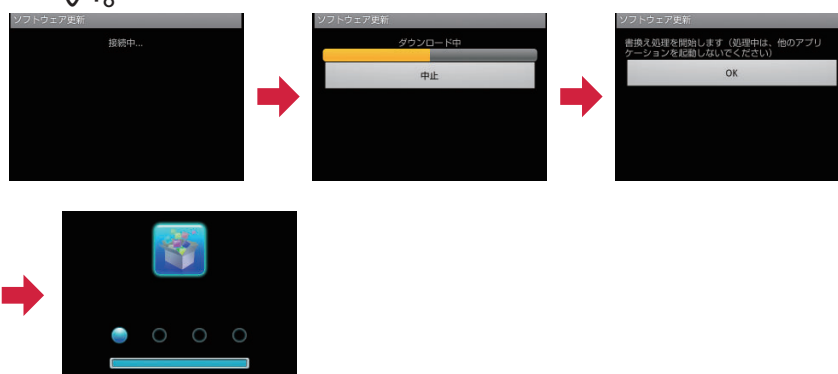 い。
ソフトウェア更新
接続中...
ソフトウェア更新
ダウンロード中
中止
ソフトウェア更新
書換え処理を開始します（処理中は、他のアプリ
ケーションを起動しないでください）
OK